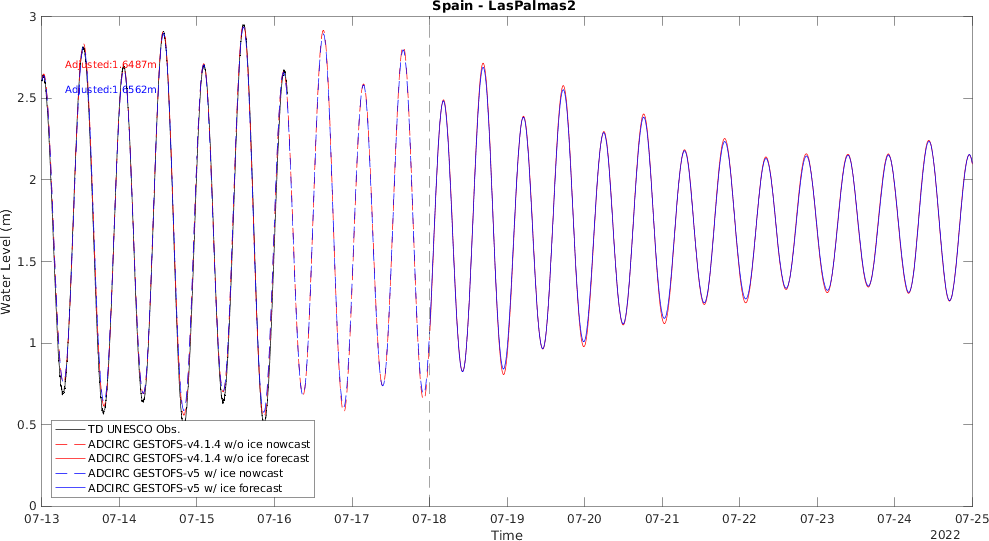 Spain - LasPalmas2
3
2.5
2
1.5
1
0.5
0
Water Level (m)
Adjusted:1.6487m
Adjusted:1.6562m
TD UNESCO Obs.
ADCIRC GESTOFS-v4.1.4 w/o ice nowcast
ADCIRC GESTOFS-v4.1.4 w/o ice forecast
ADCIRC GESTOFS-v5 w/ ice nowcast
ADCIRC GESTOFS-v5 w/ ice forecast
07-13 07-14 07-15 07-16 07-17 07-18 07-19 07-20 07-21 07-22 07-23 07-24 07-25
Time
2022